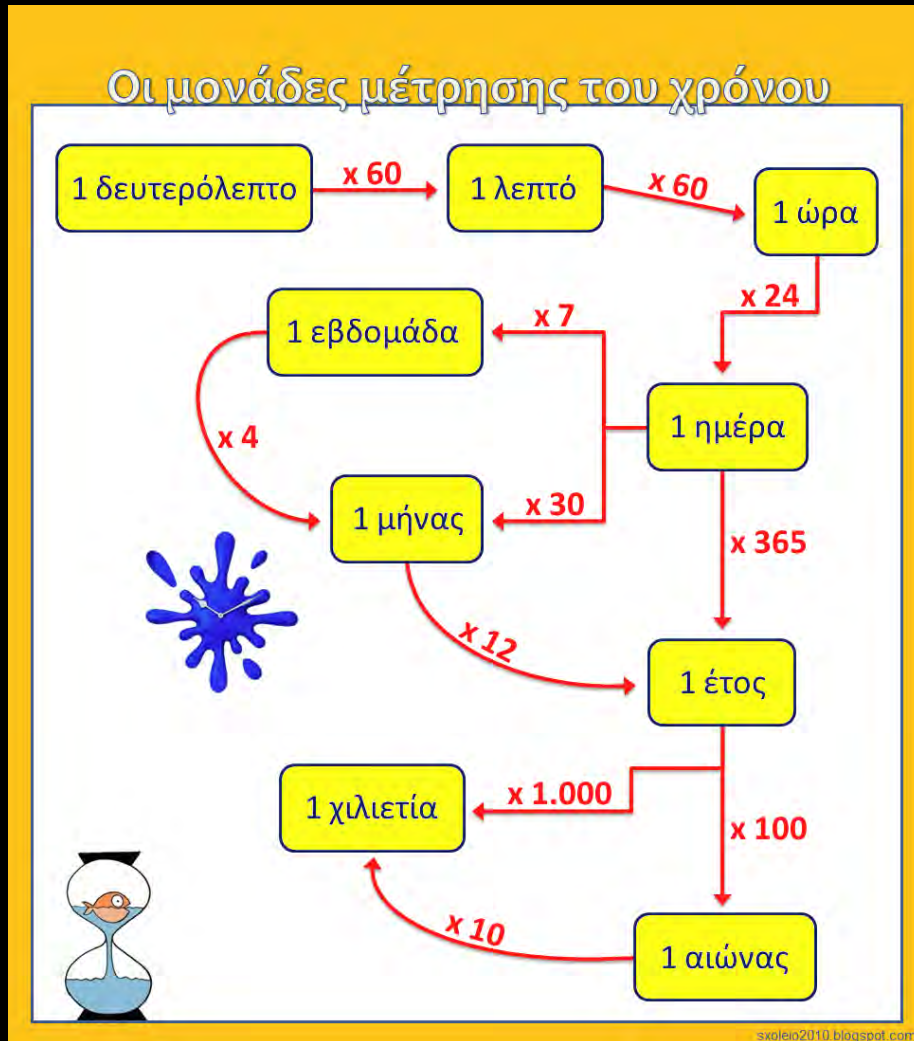 Οι μονάδες μέτρησης του χρόνου
1 δευτερόλεπτο
x 60
1 λεπτό
x 60
1 ώρα
x 24
1 εβδομάδα
x 7
1 ημέρα
x 4
1 μήνας
x 30
x 365
x 12
1 έτος
1 χιλιετία
x 1.000
x 100
x 10
1 αιώνας
sxoleio2010.blogspot.com